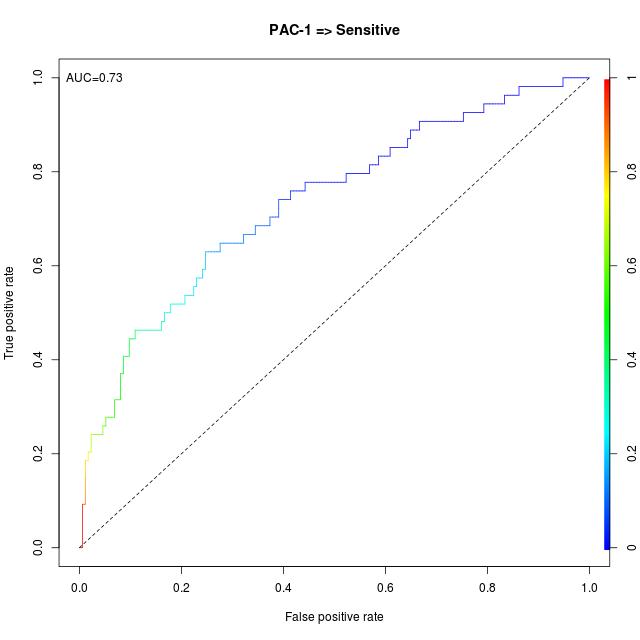 PAC-1 => Sensitive
AUC=0.73
True positive rate
1.0
0.8
0.6
0.4
0.2
0.0
0.0 0.2 0.4 0.6 0.8 1.0
False positive rate
1
0.8
0.6
0.4
0.2
0